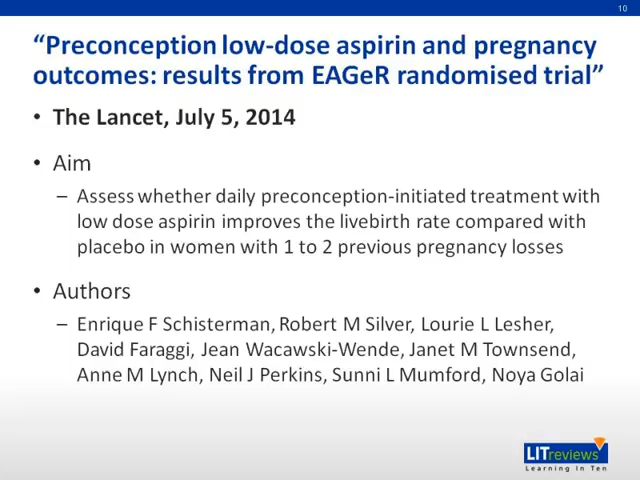 10
“Preconception low-dose aspirin and pregnancy
outcomes: results from EAGeR randomised trial”
• The Lancet, July 5, 2014
• Aim
– Assess whether daily preconception-initiated treatment with
low dose aspirin improves the livebirth rate compared with
placebo in women with 1 to 2 previous pregnancy losses
• Authors
– Enrique F Schisterman, Robert M Silver, Lourie L Lesher,
David Faraggi, Jean Wacawski-Wende, Janet M Townsend,
Anne M Lynch, Neil J Perkins, Sunni L Mumford, Noya Golai
LITreviews
Learning In Ten